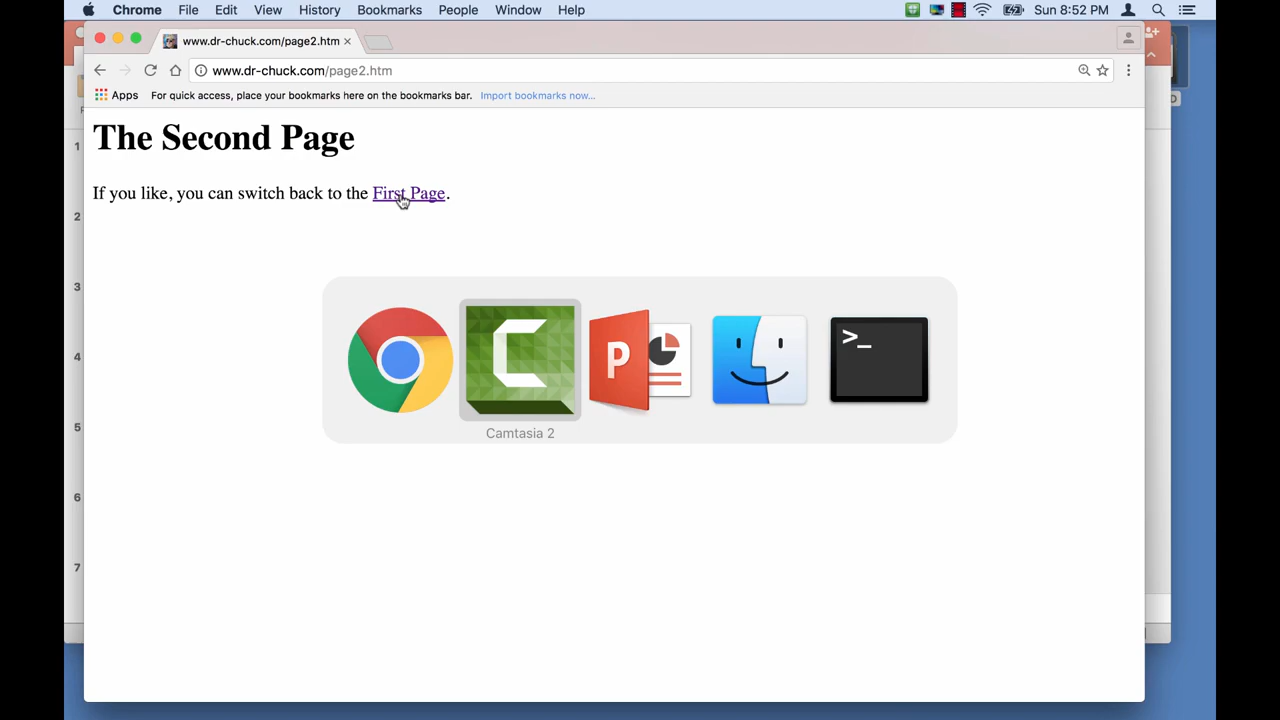 Chrome File Edit View History Bookmarks People Window Help Sun 8:52 PM
www.dr-chuck.com/page2.htm
www.dr-chuck.com/page2.htm
Apps For quick access, place your bookmarks here on the bookmarks bar. Import bookmarks now...
The Second Page
If you like, you can switch back to the First Page.
1
2
3
4
5
6
7
C
P
>_
Camtasia 2